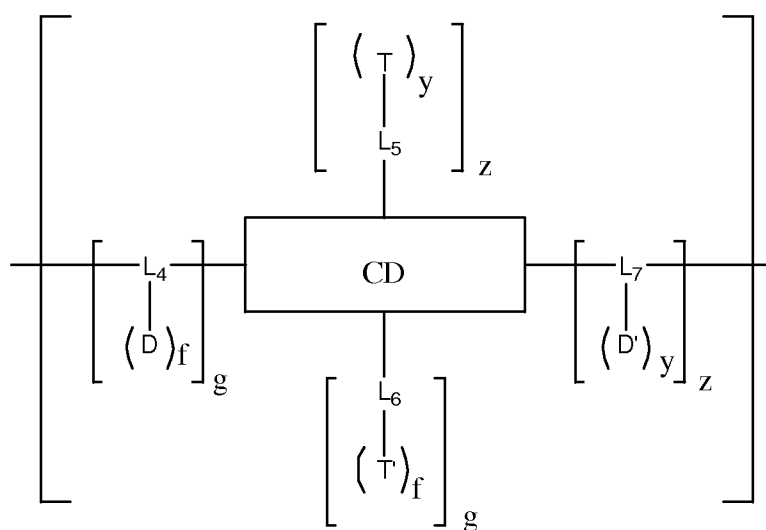 [ (T)y
L5 ]z
[ L4 ]g CD [ L7 ]z
(D)f (D')y
[ L6
(T')f ]g